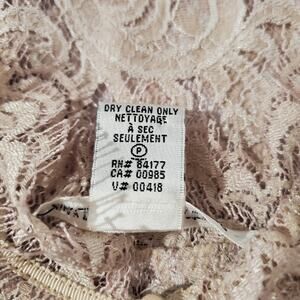 DRY CLEAN ONLY
NETTOYAGE
À SEC
SEULEMENT
P
RN# 84177
CA# 00985
V# 00418